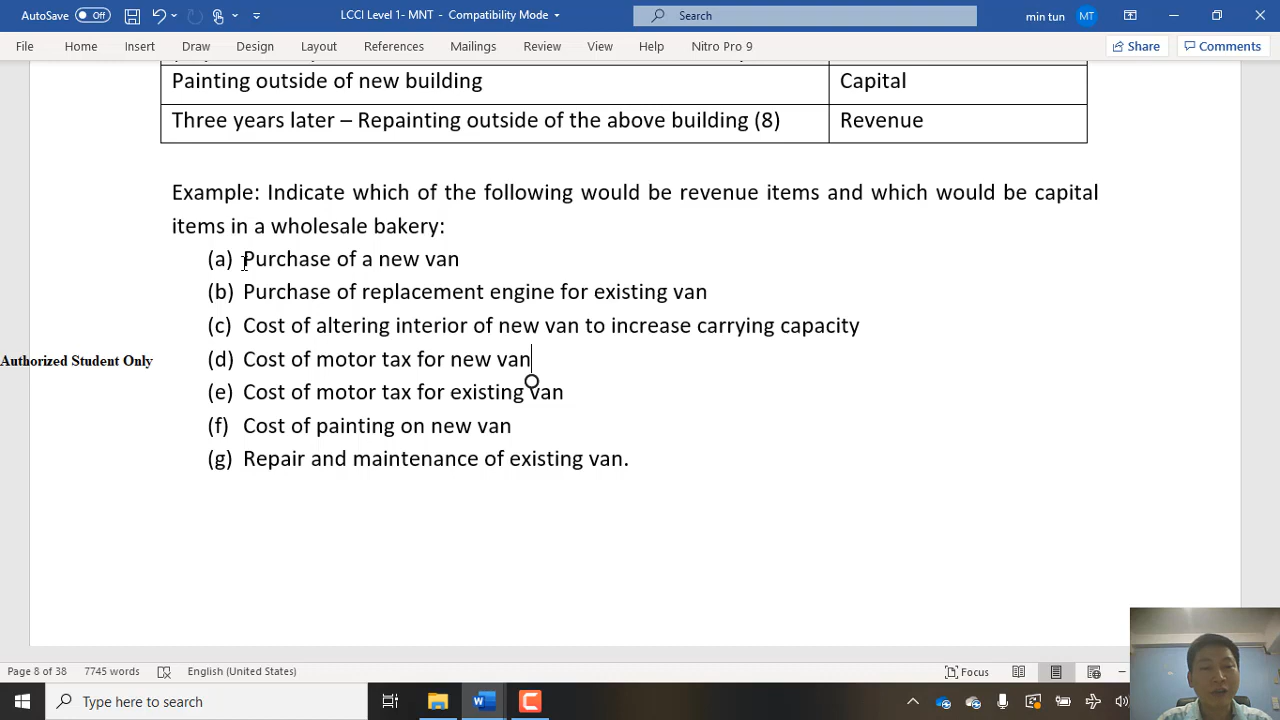 AutoSave Off LCCI Level 1- MNT - Compatibility Mode Search min tun MT
File Home Insert Draw Design Layout References Mailings Review View Help Nitro Pro 9 Share Comments
Painting outside of new building Capital
Three years later – Repainting outside of the above building (8) Revenue
Example: Indicate which of the following would be revenue items and which would be capital
items in a wholesale bakery:
(a) Purchase of a new van
(b) Purchase of replacement engine for existing van
(c) Cost of altering interior of new van to increase carrying capacity
(d) Cost of motor tax for new van
Authorized Student Only
(e) Cost of motor tax for existing van
(f) Cost of painting on new van
(g) Repair and maintenance of existing van.
Page 8 of 38 7745 words English (United States) Focus
Type here to search